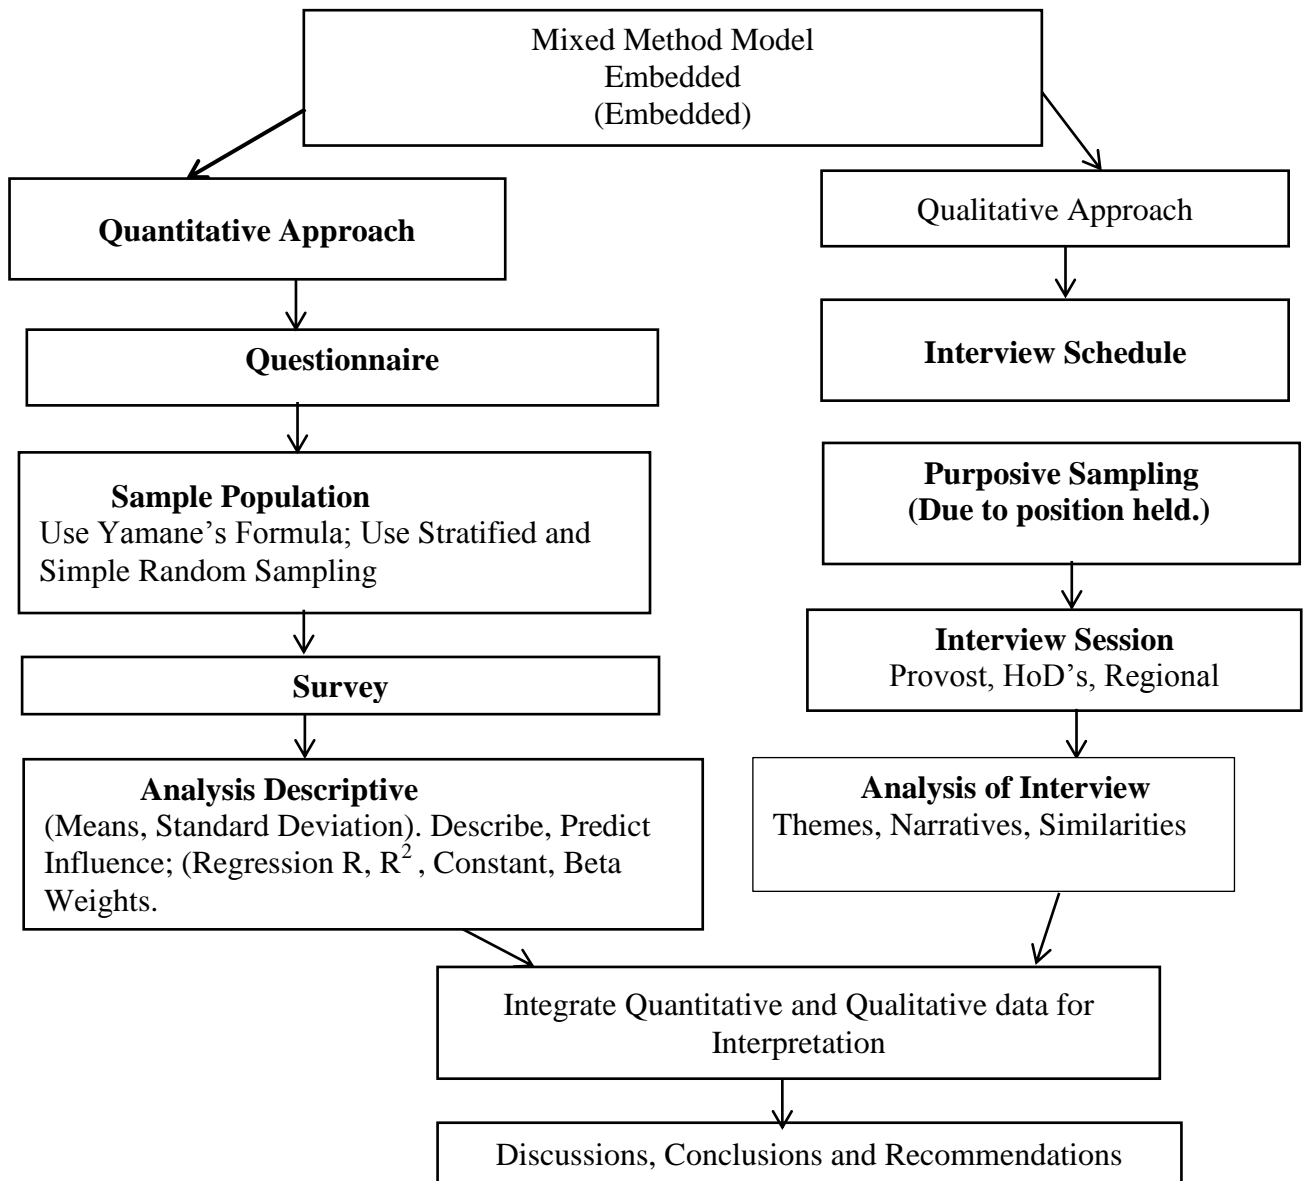 Mixed Method Model
Embedded
(Embedded)
Quantitative Approach
Qualitative Approach
Questionnaire
Interview Schedule
Sample Population
Use Yamane’s Formula; Use Stratified and
Simple Random Sampling
Purposive Sampling
(Due to position held.)
Survey
Interview Session
Provost, HoD’s, Regional
Analysis Descriptive
(Means, Standard Deviation). Describe, Predict
Influence; (Regression R, R², Constant, Beta
Weights.
Analysis of Interview
Themes, Narratives, Similarities
Integrate Quantitative and Qualitative data for
Interpretation
Discussions, Conclusions and Recommendations